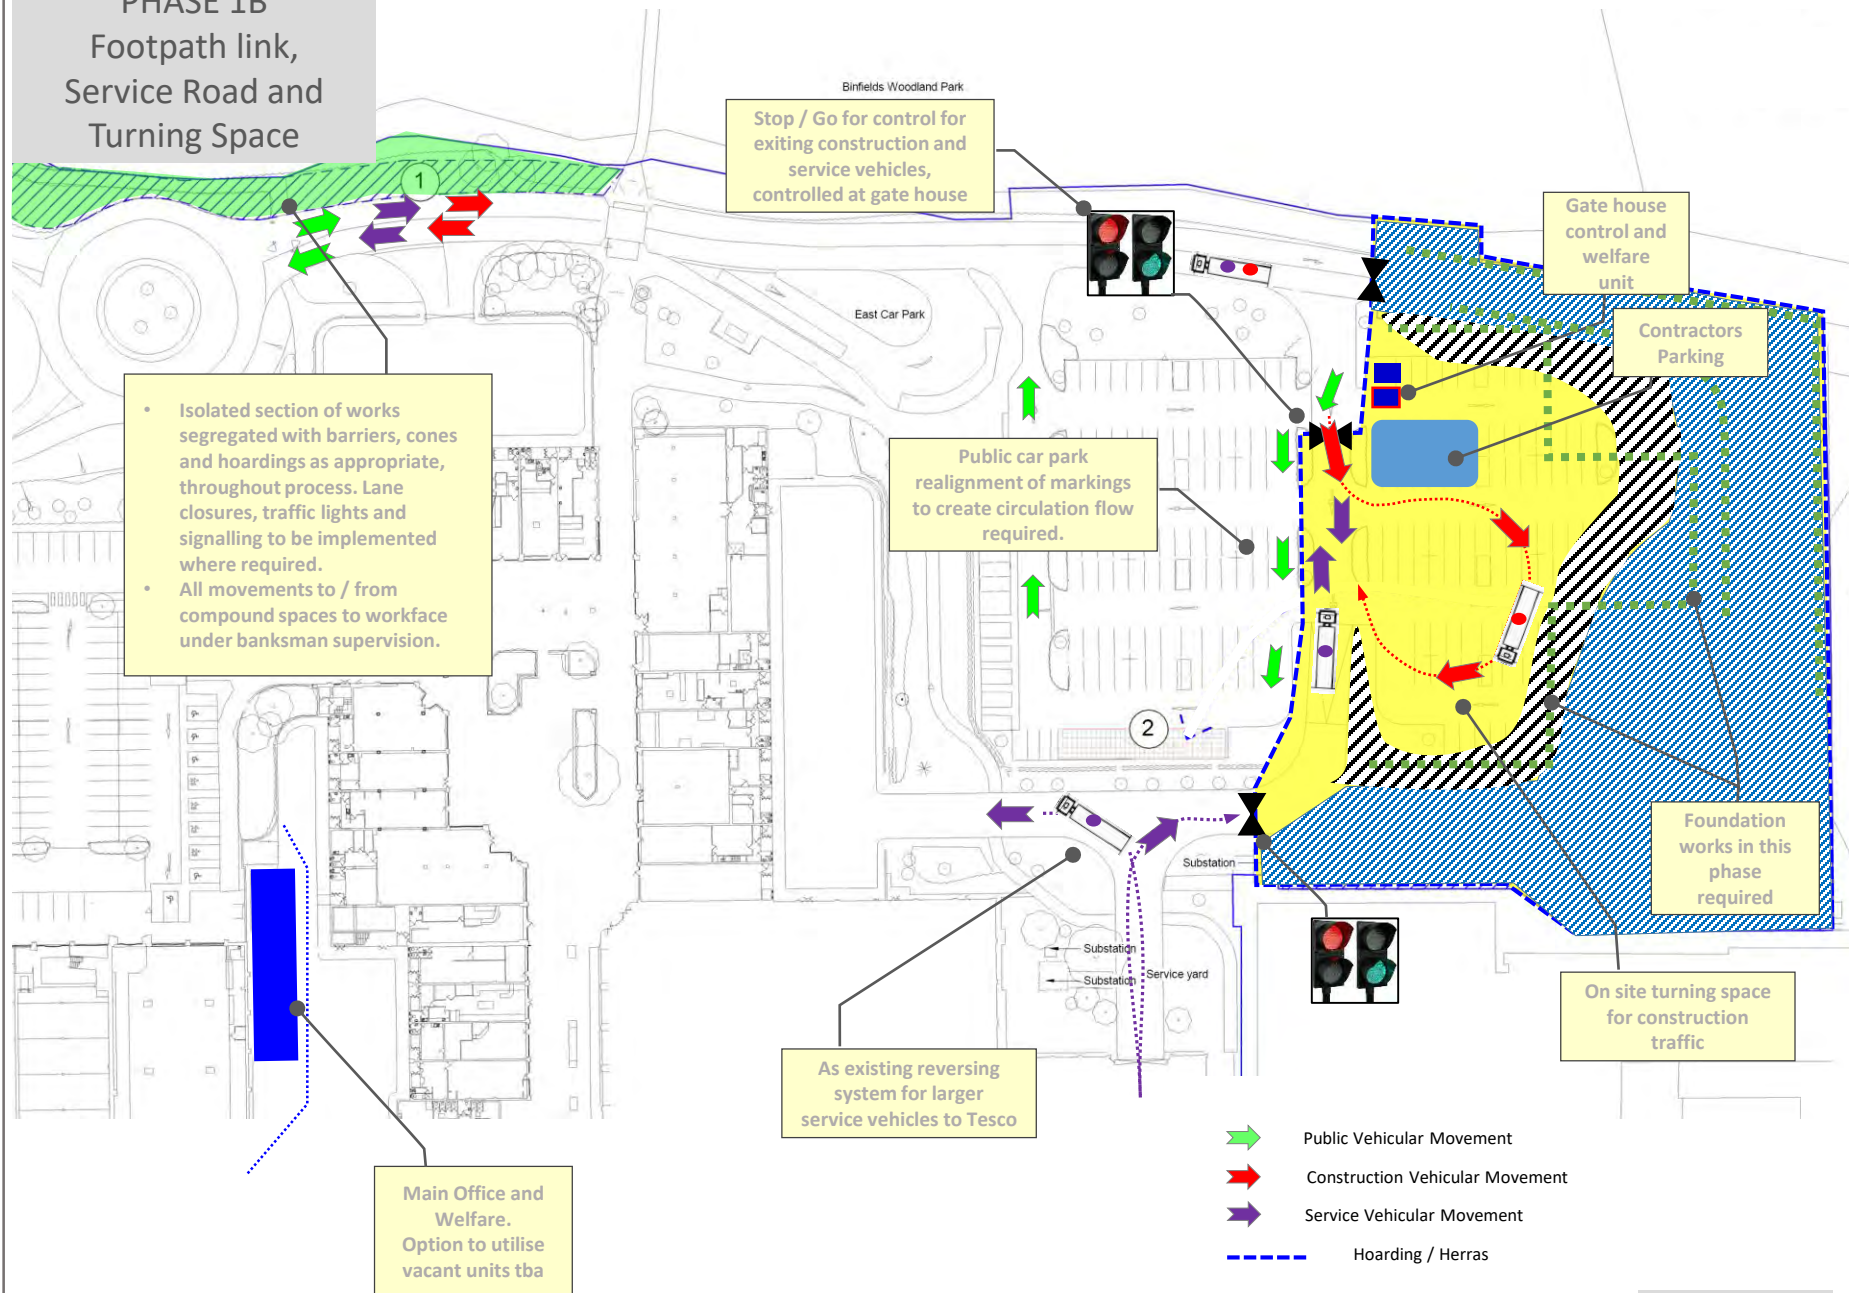 PHASE 1B
Footpath link,
Service Road and
Turning Space
Binfields Woodland Park
Stop / Go for control for
exiting construction and
service vehicles,
controlled at gate house
1
Gate house
control and
welfare
unit
East Car Park
Contractors
Parking
• Isolated section of works
segregated with barriers, cones
and hoardings as appropriate,
throughout process. Lane
closures, traffic lights and
signalling to be implemented
where required.
• All movements to / from
compound spaces to workface
under banksman supervision.
Public car park
realignment of markings
to create circulation flow
required.
2
Foundation
works in this
phase
required
Substation
Substation
Substation
Service yard
On site turning space
for construction
traffic
As existing reversing
system for larger
service vehicles to Tesco
Main Office and
Welfare.
Option to utilise
vacant units tba
Public Vehicular Movement
Construction Vehicular Movement
Service Vehicular Movement
Hoarding / Herras